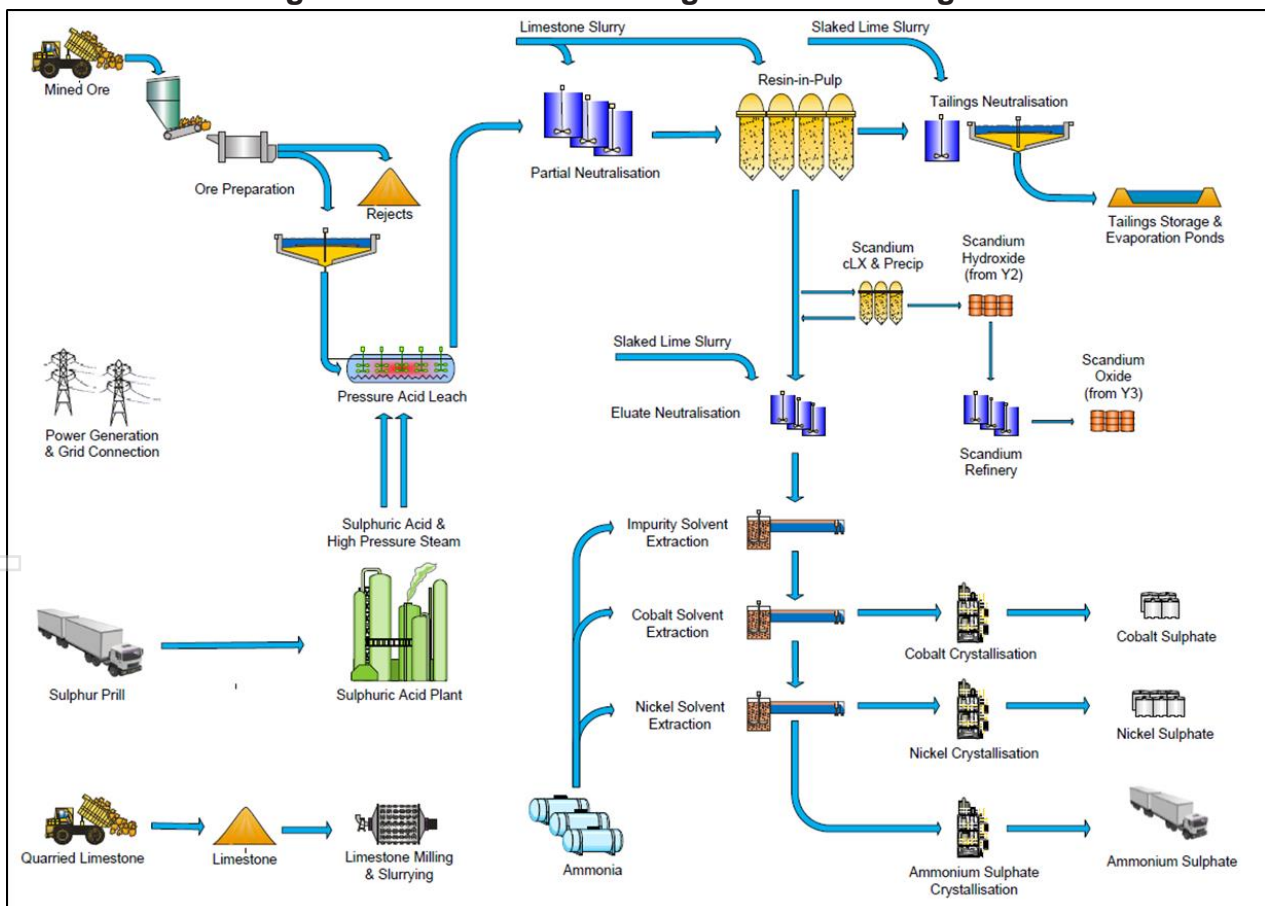 Limestone Slurry
Slaked Lime Slurry
Mined Ore
Resin-in-Pulp
Tailings Neutralisation
Ore Preparation
Partial Neutralisation
Rejects
Tailings Storage &
Evaporation Ponds
Scandium
cLX & Precip
Scandium
Hydroxide
(from Y2)
Slaked Lime Slurry
Scandium
Oxide
(from Y3)
Pressure Acid Leach
Eluate Neutralisation
Power Generation
& Grid Connection
Scandium
Refinery
Sulphuric Acid &
High Pressure Steam
Impurity Solvent
Extraction
Cobalt Solvent
Extraction
Cobalt Crystallisation
Cobalt Sulphate
Sulphur Prill
Sulphuric Acid Plant
Nickel Solvent
Extraction
Nickel Crystallisation
Nickel Sulphate
Quarried Limestone
Limestone
Limestone Milling
& Slurrying
Ammonia
Ammonium Sulphate
Crystallisation
Ammonium Sulphate